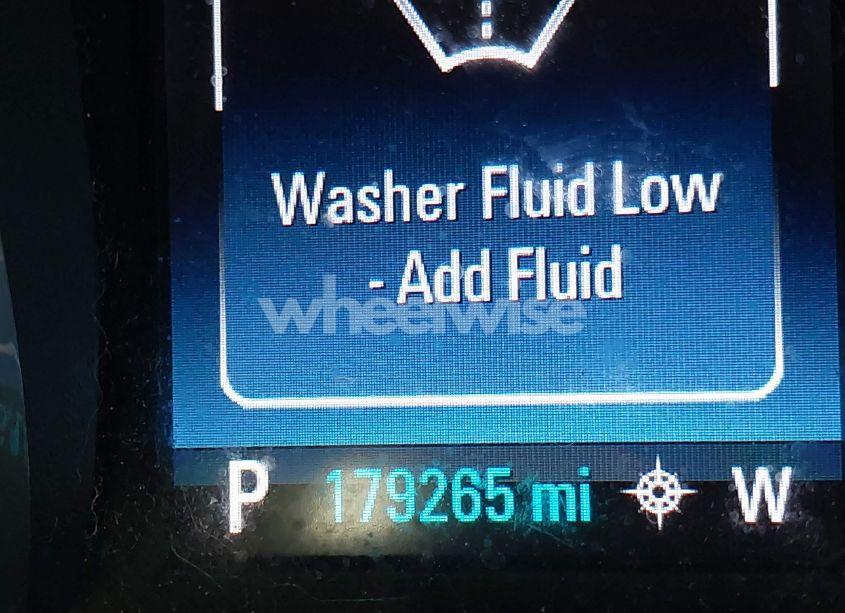 Washer Fluid Low
- Add Fluid
wheelwise
P 179265 mi W